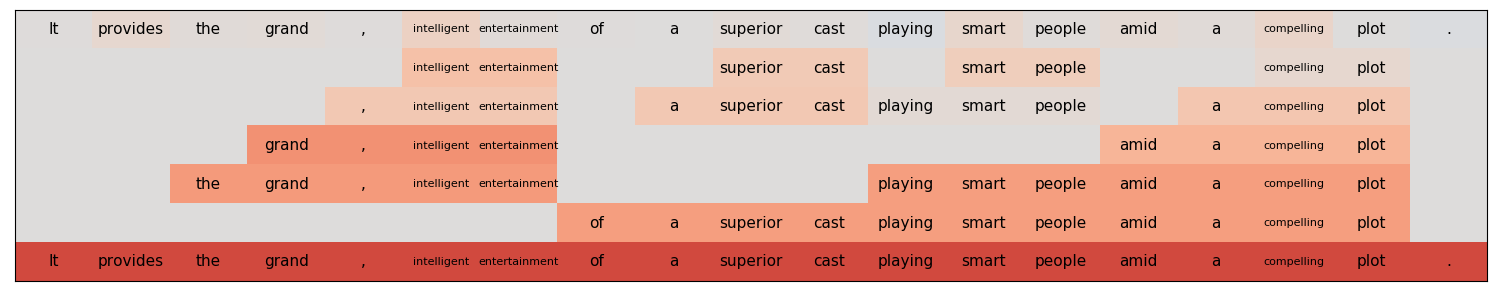 It provides the grand , intelligent entertainment of a superior cast playing smart people amid a compelling plot .
intelligent entertainment superior cast smart people compelling plot
, intelligent entertainment a superior cast playing smart people a compelling plot
grand , intelligent entertainment amid a compelling plot
the grand , intelligent entertainment playing smart people amid a compelling plot
of a superior cast playing smart people amid a compelling plot
It provides the grand , intelligent entertainment of a superior cast playing smart people amid a compelling plot .